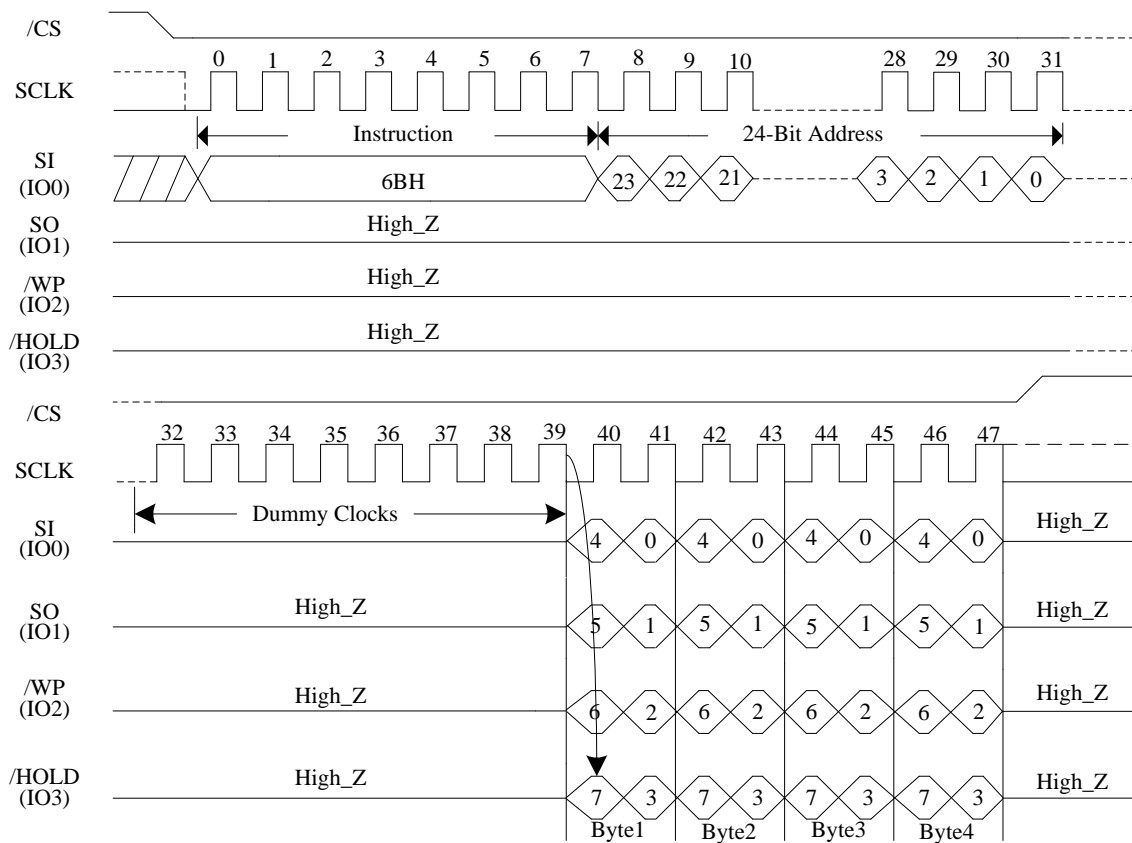 /CS
0 1 2 3 4 5 6 7 8 9 10 28 29 30 31
SCLK
Instruction 24-Bit Address
SI
(IO0)
6BH 23 22 21 3 2 1 0
SO
(IO1)
High_Z
/WP
(IO2)
High_Z
/HOLD
(IO3)
High_Z
/CS
32 33 34 35 36 37 38 39 40 41 42 43 44 45 46 47
SCLK
Dummy Clocks
SI
(IO0)
4 0 4 0 4 0 4 0 High_Z
SO
(IO1)
High_Z 5 1 5 1 5 1 5 1 High_Z
/WP
(IO2)
High_Z 6 2 6 2 6 2 6 2 High_Z
/HOLD
(IO3)
High_Z 7 3 7 3 7 3 7 3 High_Z
Byte1 Byte2 Byte3 Byte4